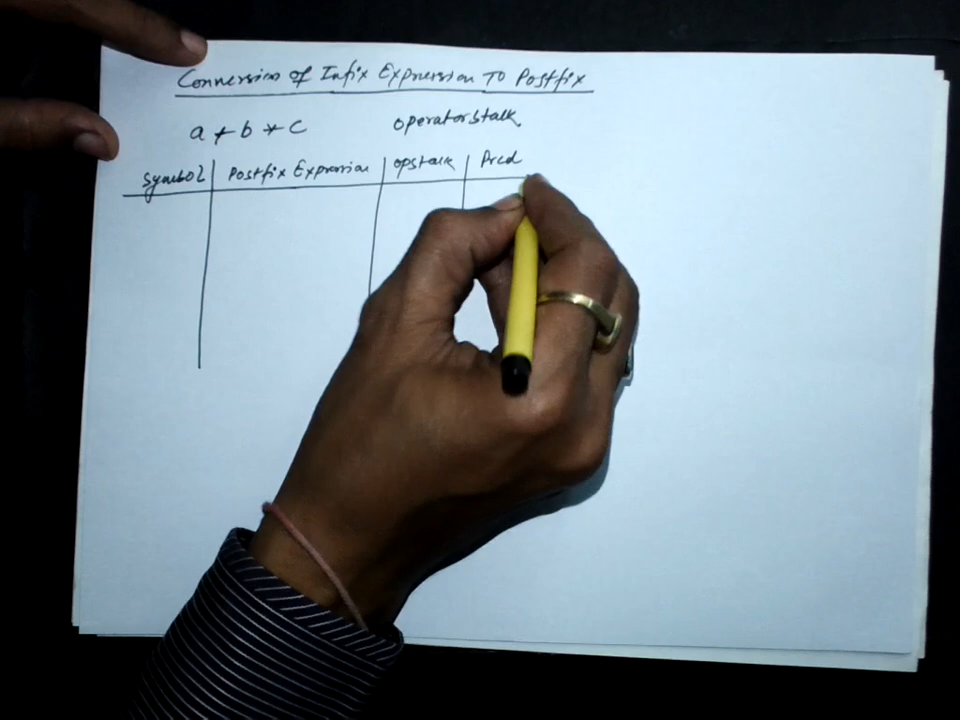 Conversion of Infix Expression To Postfix
a + b * c operatorstack
symbol Postfix Expression opstack Prcd